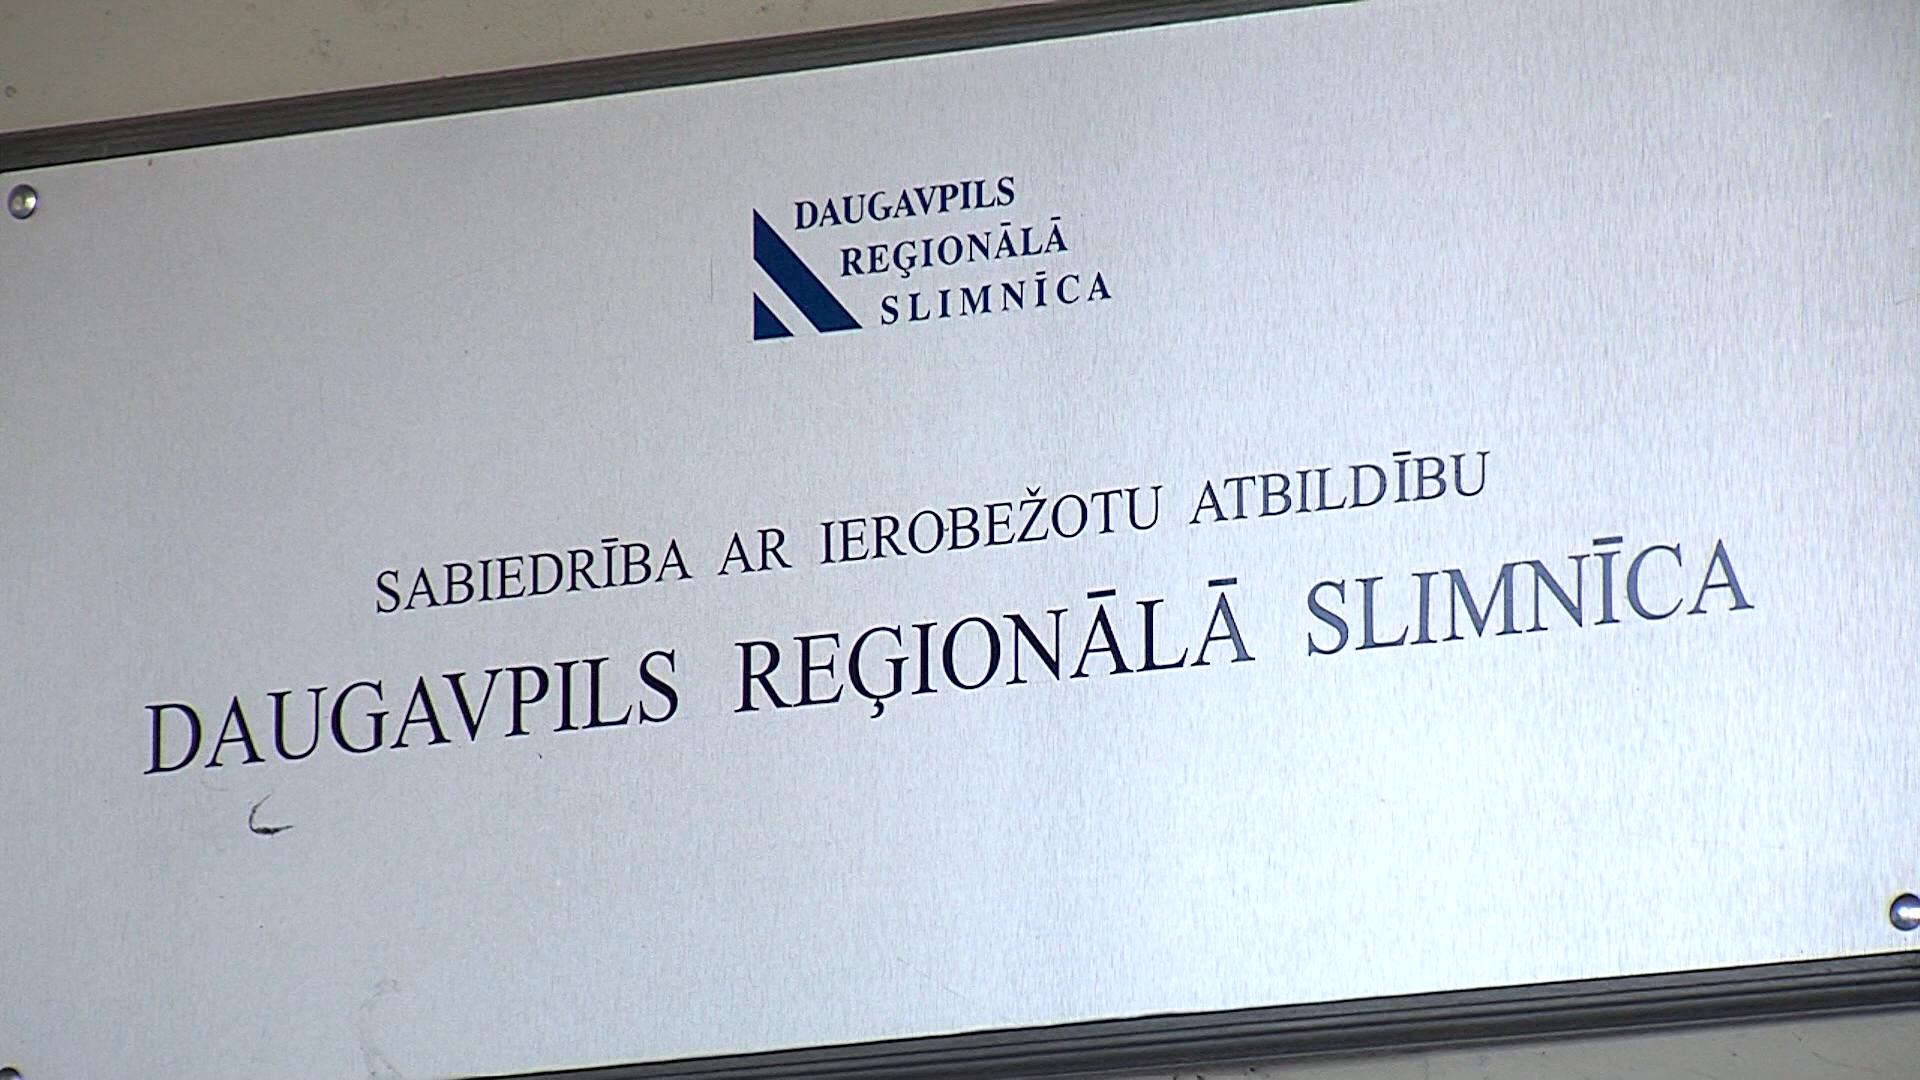 DAUGAVPILS
REĢIONĀLĀ
SLIMNĪCA
SABIEDRĪBA AR IEROBEŽOTU ATBILDĪBU
DAUGAVPILS REĢIONĀLĀ SLIMNĪCA